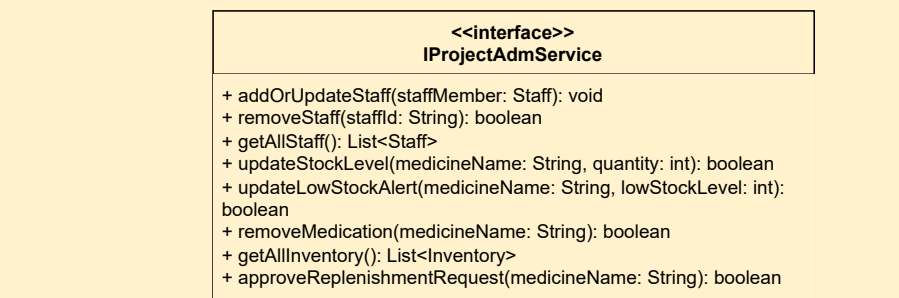 <<interface>>
IProjectAdmService
+ addOrUpdateStaff(staffMember: Staff): void
+ removeStaff(staffId: String): boolean
+ getAllStaff(): List<Staff>
+ updateStockLevel(medicineName: String, quantity: int): boolean
+ updateLowStockAlert(medicineName: String, lowStockLevel: int):
boolean
+ removeMedication(medicineName: String): boolean
+ getAllInventory(): List<Inventory>
+ approveReplenishmentRequest(medicineName: String): boolean